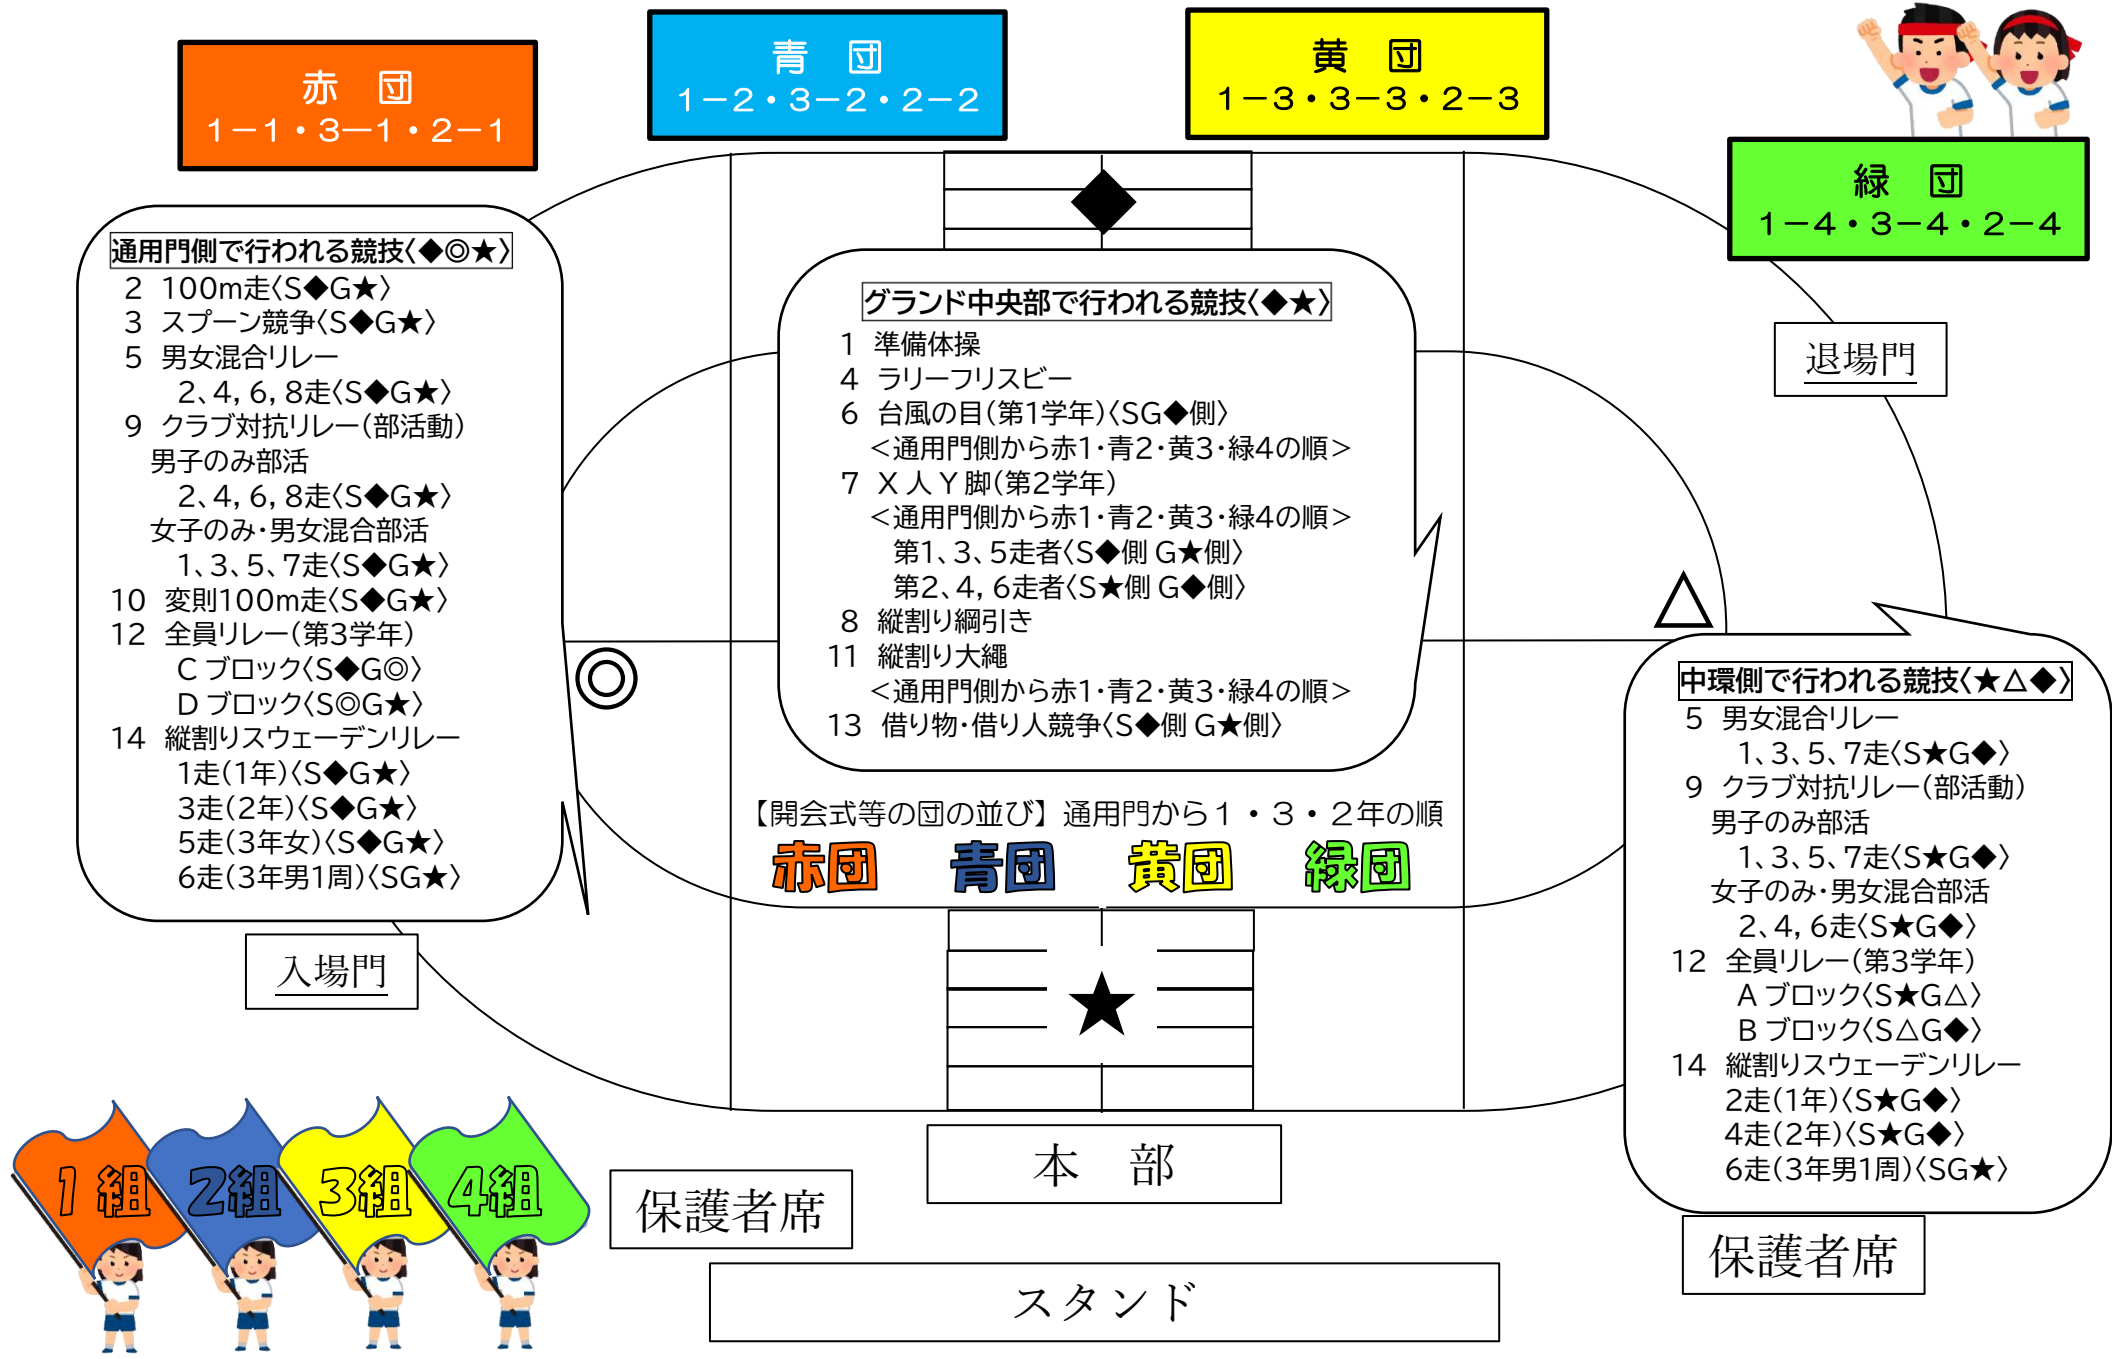 赤　団
1－1・3－1・2－1
青　団
1－2・3－2・2－2
黄　団
1－3・3－3・2－3
緑　団
1－4・3－4・2－4
通用門側で行われる競技〈◆◎★〉
2　100m走〈S◆G★〉
3　スプーン競争〈S◆G★〉
5　男女混合リレー
2、4，6，8走〈S◆G★〉
9　クラブ対抗リレー（部活動）
男子のみ部活
2、4，6，8走〈S◆G★〉
女子のみ・男女混合部活
1、3、5、7走〈S◆G★〉
10　変則100m走〈S◆G★〉
12　全員リレー（第3学年）
C ブロック〈S◆G◎〉
D ブロック〈S◎G★〉
14　縦割りスウェーデンリレー
1走（1年）〈S◆G★〉
3走（2年）〈S◆G★〉
5走（3年女）〈S◆G★〉
6走（3年男1周）〈SG★〉
グランド中央部で行われる競技〈◆★〉
1　準備体操
4　ラリーフリスビー
6　台風の目（第1学年）〈SG◆側〉
＜通用門側から赤1・青2・黄3・緑4の順＞
7　X 人 Y 脚（第2学年）
＜通用門側から赤1・青2・黄3・緑4の順＞
第1、3、5走者〈S◆側 G★側〉
第2、4，6走者〈S★側 G◆側〉
8　縦割り綱引き
11　縦割り大縄
＜通用門側から赤1・青2・黄3・緑4の順＞
13　借り物・借り人競争〈S◆側 G★側〉
【開会式等の団の並び】通用門から１・３・２年の順
赤団　青団　黄団　緑団
退場門
中環側で行われる競技〈★△◆〉
5　男女混合リレー
1、3、5、7走〈S★G◆〉
9　クラブ対抗リレー（部活動）
男子のみ部活
1、3、5、7走〈S★G◆〉
女子のみ・男女混合部活
2、4，6走〈S★G◆〉
12　全員リレー（第3学年）
A ブロック〈S★G△〉
B ブロック〈S△G◆〉
14　縦割りスウェーデンリレー
2走（1年）〈S★G◆〉
4走（2年）〈S★G◆〉
6走（3年男1周）〈SG★〉
入場門
1組　2組　3組　4組
本　部
保護者席
保護者席
スタンド